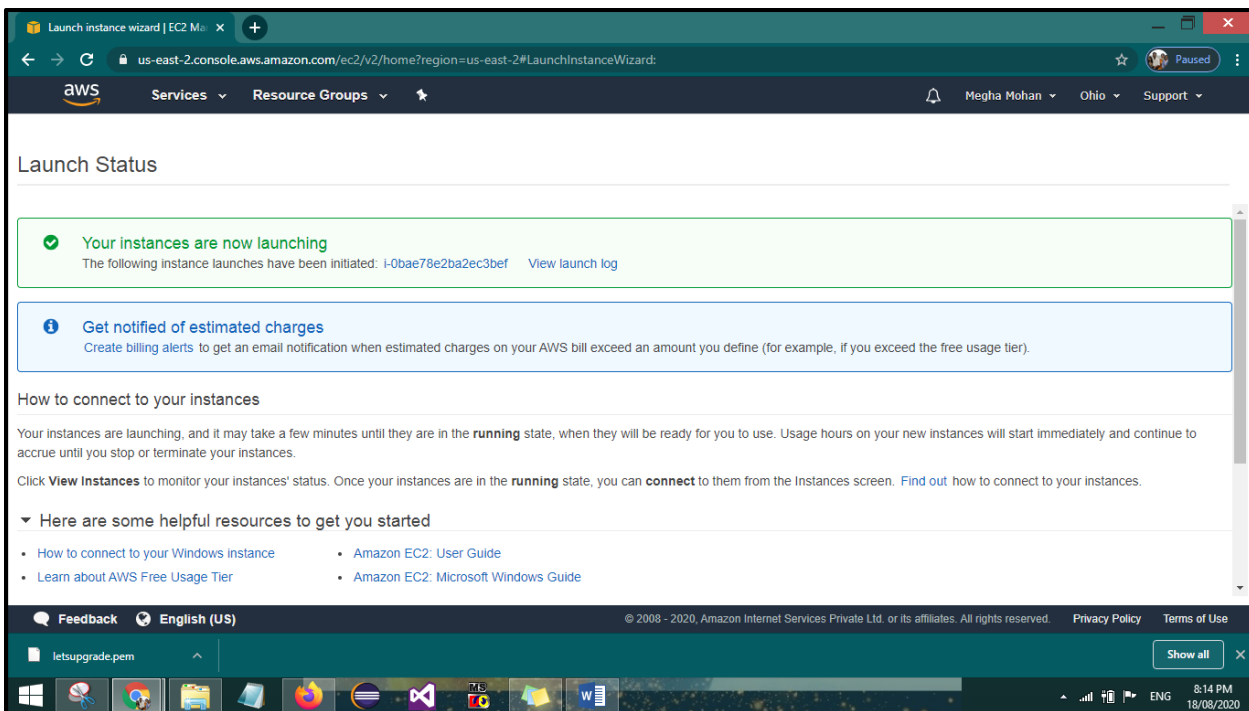 Launch instance wizard | EC2 Ma
us-east-2.console.aws.amazon.com/ec2/v2/home?region=us-east-2#LaunchInstanceWizard:
Paused
aws Services Resource Groups Megha Mohan Ohio Support
Launch Status
Your instances are now launching
The following instance launches have been initiated: i-0bae78e2ba2ec3bef View launch log
Get notified of estimated charges
Create billing alerts to get an email notification when estimated charges on your AWS bill exceed an amount you define (for example, if you exceed the free usage tier).
How to connect to your instances
Your instances are launching, and it may take a few minutes until they are in the running state, when they will be ready for you to use. Usage hours on your new instances will start immediately and continue to
accrue until you stop or terminate your instances.
Click View Instances to monitor your instances' status. Once your instances are in the running state, you can connect to them from the Instances screen. Find out how to connect to your instances.
Here are some helpful resources to get you started
• How to connect to your Windows instance • Amazon EC2: User Guide
• Learn about AWS Free Usage Tier • Amazon EC2: Microsoft Windows Guide
Feedback English (US) © 2008 - 2020, Amazon Internet Services Private Ltd. or its affiliates. All rights reserved. Privacy Policy Terms of Use
letsupgrade.pem Show all
MS
ENG 8:14 PM
18/08/2020